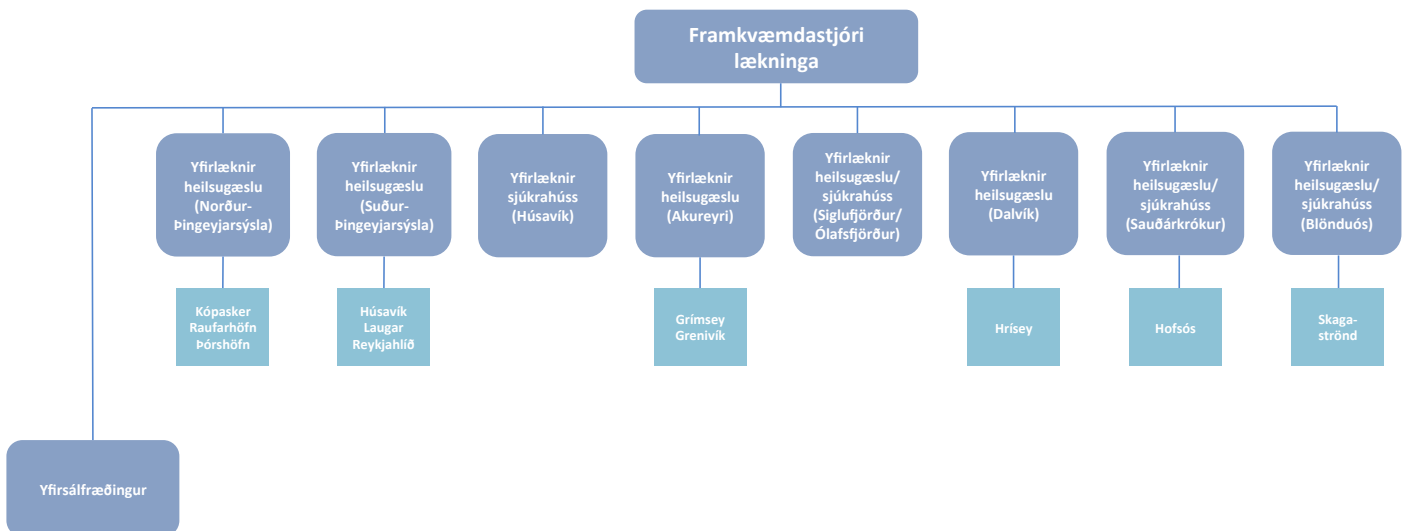 Framkvæmdastjóri
lækninga
Yfirlæknir
heilsugæslu
(Norður-
Þingeyjarsýsla)
Yfirlæknir
heilsugæslu
(Suður-
Þingeyjarsýsla)
Yfirlæknir
sjúkrahúss
(Húsavík)
Yfirlæknir
heilsugæslu
(Akureyri)
Yfirlæknir
heilsugæslu/
sjúkrahúss
(Siglufjörður/
Ólafsfjörður)
Yfirlæknir
heilsugæslu
(Dalvík)
Yfirlæknir
heilsugæslu/
sjúkrahúss
(Sauðárkrókur)
Yfirlæknir
heilsugæslu/
sjúkrahúss
(Blönduós)
Kópasker
Raufarhöfn
Þórshöfn
Húsavík
Laugar
Reykjahlíð
Grímsey
Grenivík
Hrísey
Hofsós
Skaga-
strönd
Yfirsálfræðingur